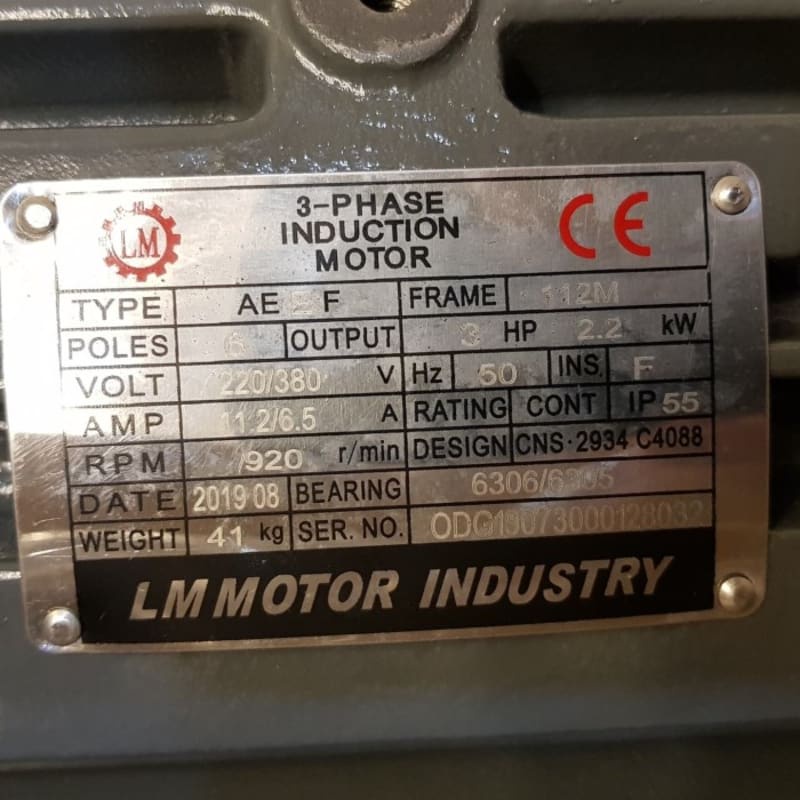 LM
3-PHASE
INDUCTION
MOTOR
CE
TYPE AE F FRAME 112M
POLES 6 OUTPUT 3 HP 2.2 kW
VOLT 220/380 V Hz 50 INS. F
AMP 11.2/6.5 A RATING CONT IP 55
RPM /920 r/min DESIGN CNS·2934 C4088
DATE 2019 08 BEARING
WEIGHT 41 kg SER. NO.
LM MOTOR INDUSTRY